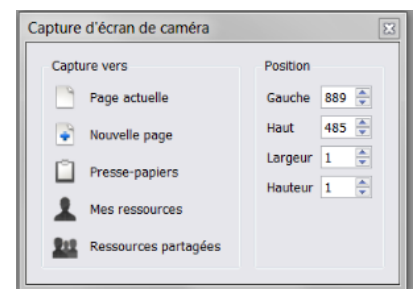 Capture d'écran de caméra
Capture vers
Page actuelle
Nouvelle page
Presse-papiers
Mes ressources
Ressources partagées
Position
Gauche 889
Haut 485
Largeur 1
Hauteur 1